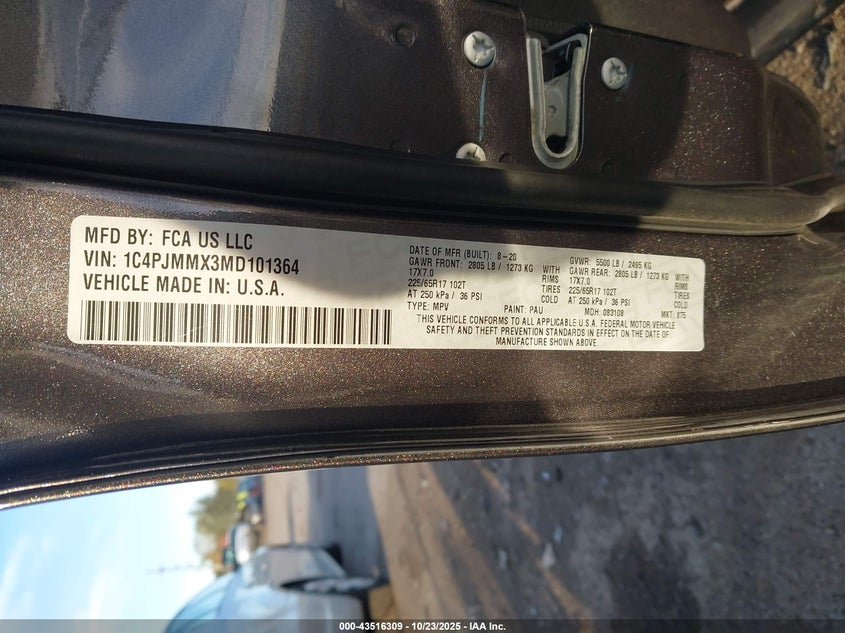 MFD BY: FCA US LLC
VIN: 1C4PJMMX3MD101364
VEHICLE MADE IN: U.S.A.
DATE OF MFR (BUILT): 8-20
GVWR: 5500 LB / 2495 KG
GAWR FRONT: 2805 LB / 1273 KG WITH
GAWR REAR: 2805 LB / 1273 KG WITH
17X7.0 RIMS
17X7.0 RIMS
225/65R17 102T TIRES
225/65R17 102T TIRES
AT 250 kPa / 36 PSI COLD
AT 250 kPa / 36 PSI COLD
TYPE: MPV PAINT: PAU MDH: 083108 MKT: 875
THIS VEHICLE CONFORMS TO ALL APPLICABLE U.S.A. FEDERAL MOTOR VEHICLE
SAFETY AND THEFT PREVENTION STANDARDS IN EFFECT ON THE DATE OF
MANUFACTURE SHOWN ABOVE.
000-43516309 - 10/23/2025 - IAA Inc.